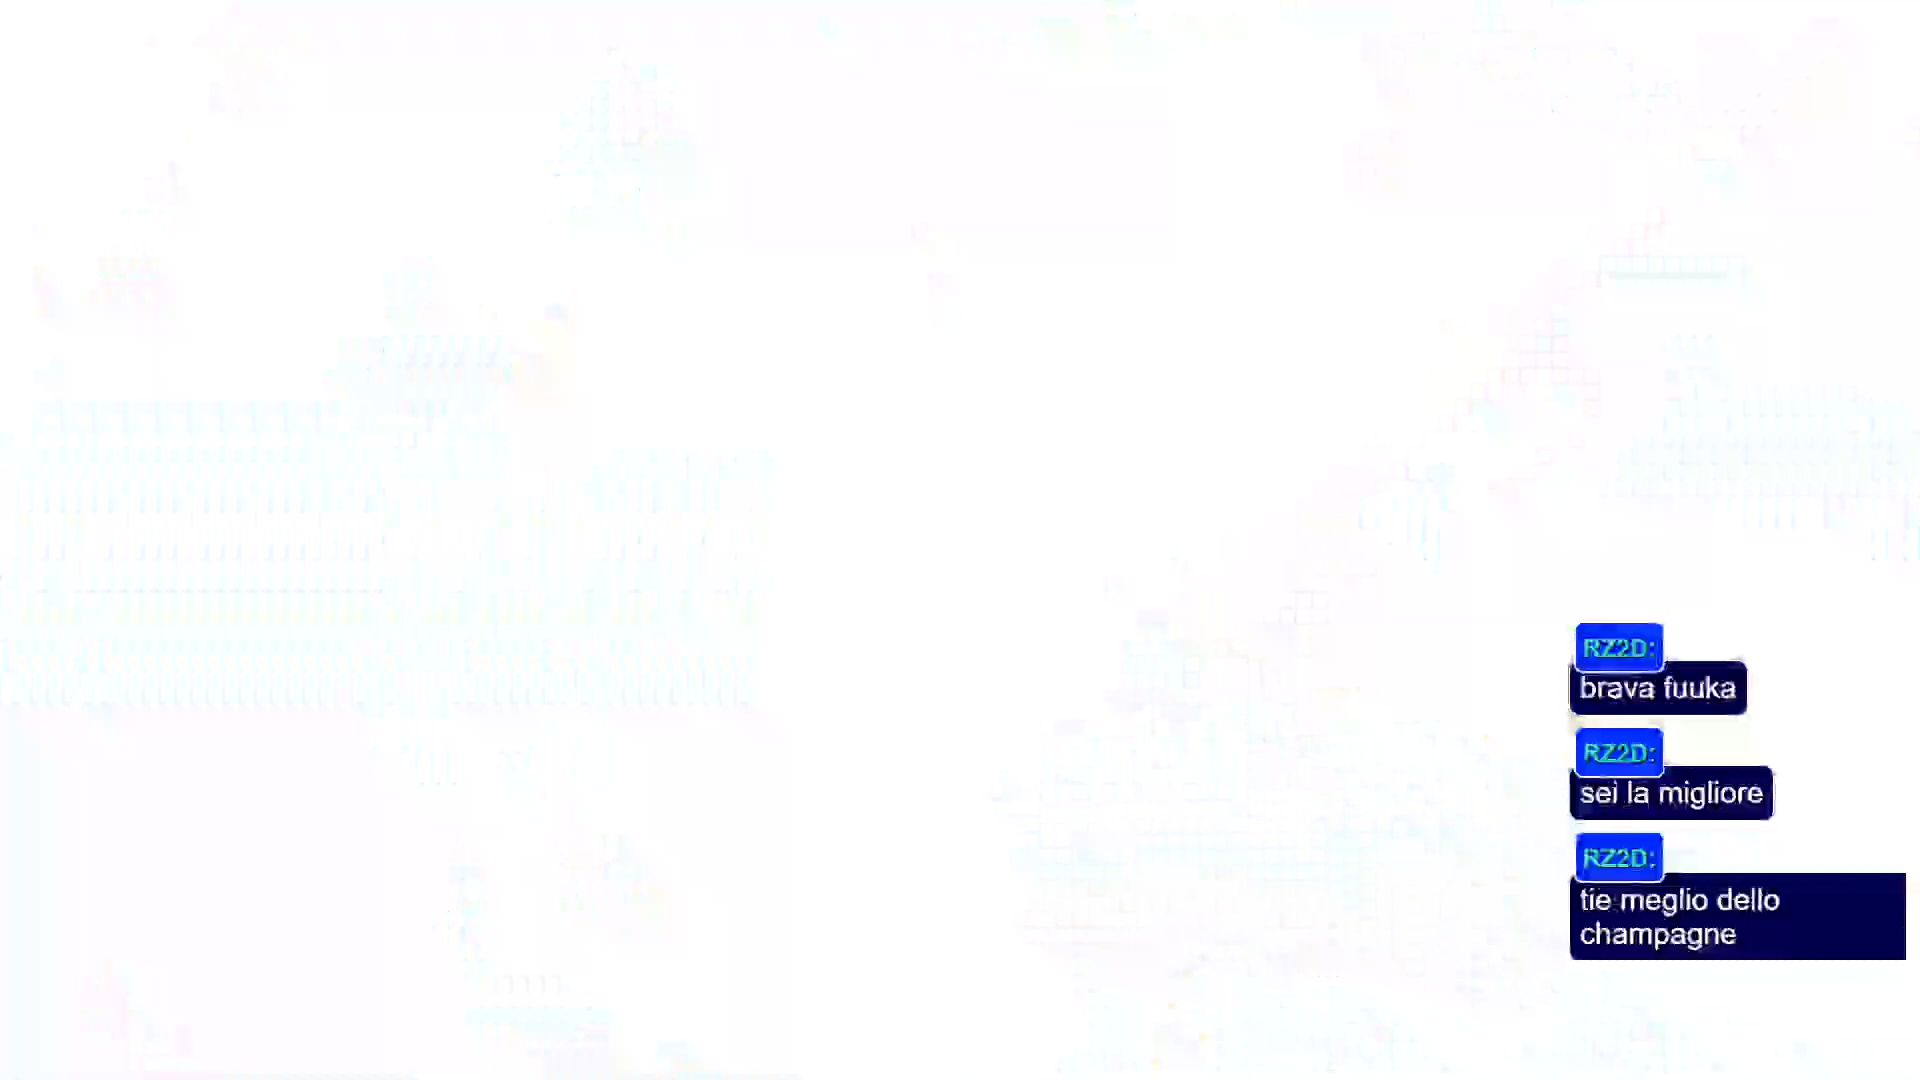 RZ2D:
brava fuuka
RZ2D:
sei la migliore
RZ2D:
tie meglio dello
champagne